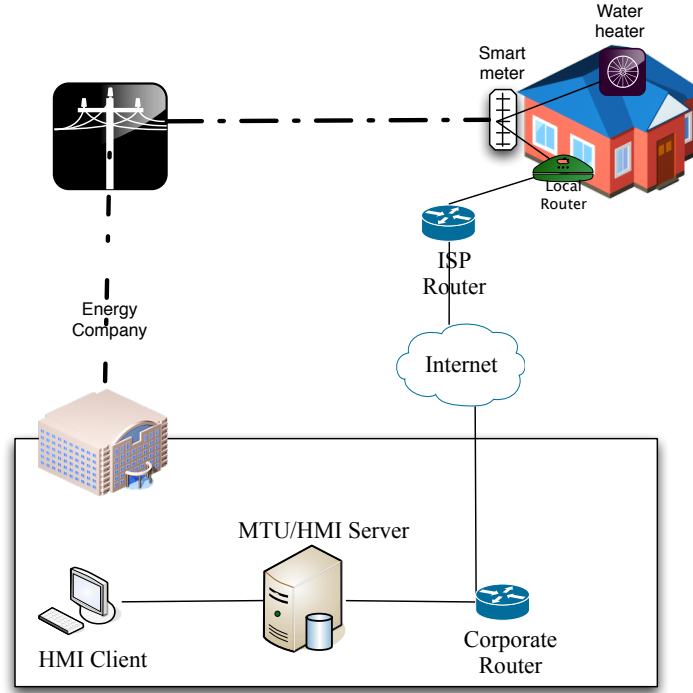 Water
heater
Smart
meter
Local
Router
ISP
Router
Energy
Company
Internet
MTU/HMI Server
HMI Client
Corporate
Router